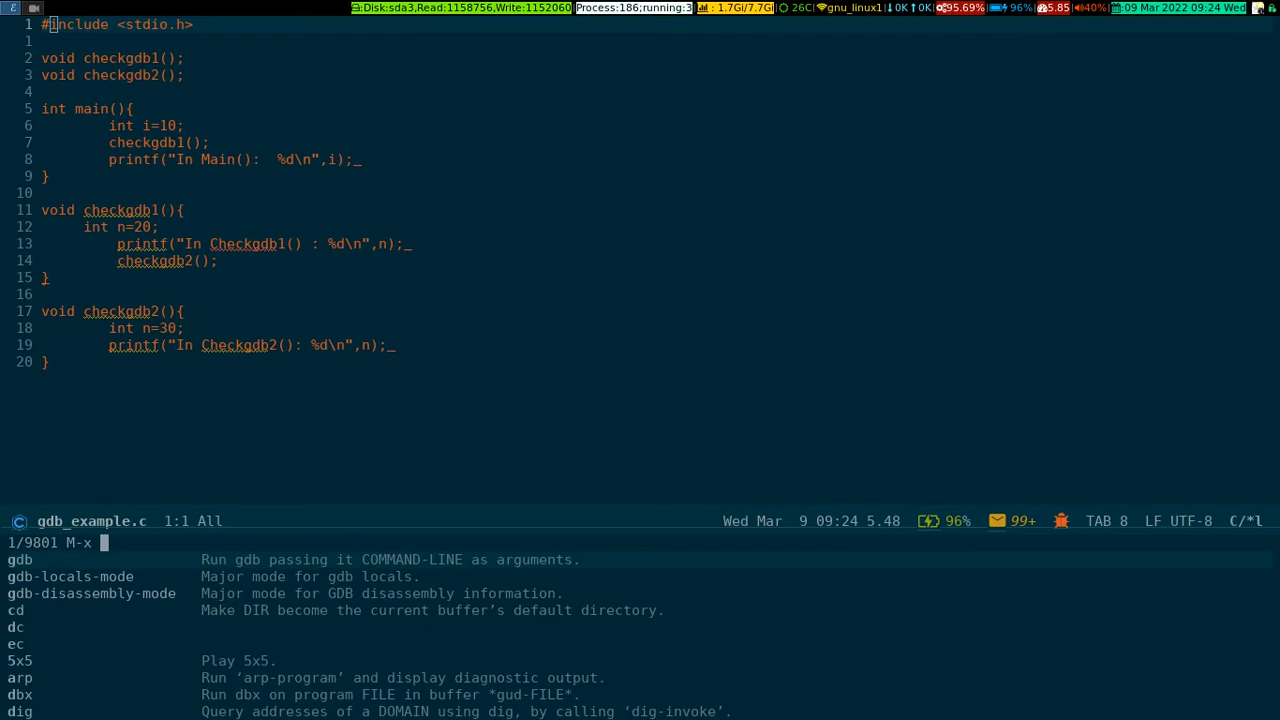 ℰ Disk:sda3,Read:1158756,Write:1152060 Process:186;running:3 : 1.7Gi/7.7Gi 26C gnu_linux1 ↓0K ↑0K 95.69% 96% 5.85 40% :09 Mar 2022 09:24 Wed
1 #include <stdio.h>
1
2 void checkgdb1();
3 void checkgdb2();
4
5 int main(){
6 int i=10;
7 checkgdb1();
8 printf("In Main():  %d\n",i);_
9 }
10
11 void checkgdb1(){
12 int n=20;
13 printf("In Checkgdb1() : %d\n",n);_
14 checkgdb2();
15 }
16
17 void checkgdb2(){
18 int n=30;
19 printf("In Checkgdb2(): %d\n",n);_
20 }
C gdb_example.c 1:1 All Wed Mar  9 09:24 5.48 96% 99+ TAB 8 LF UTF-8 C/*l
1/9801 M-x
gdb Run gdb passing it COMMAND-LINE as arguments.
gdb-locals-mode Major mode for gdb locals.
gdb-disassembly-mode Major mode for GDB disassembly information.
cd Make DIR become the current buffer’s default directory.
dc
ec
5x5 Play 5x5.
arp Run ‘arp-program’ and display diagnostic output.
dbx Run dbx on program FILE in buffer *gud-FILE*.
dig Query addresses of a DOMAIN using dig, by calling ‘dig-invoke’.